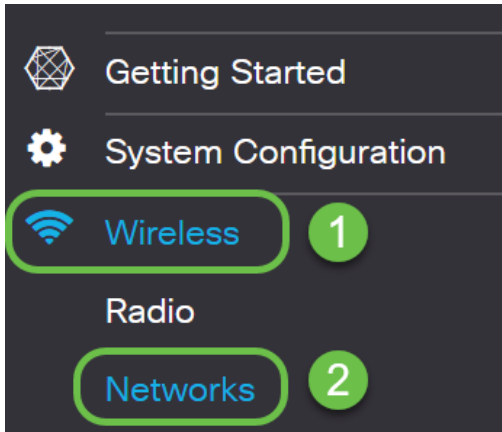 Getting Started
System Configuration
Wireless 1
Radio
Networks 2